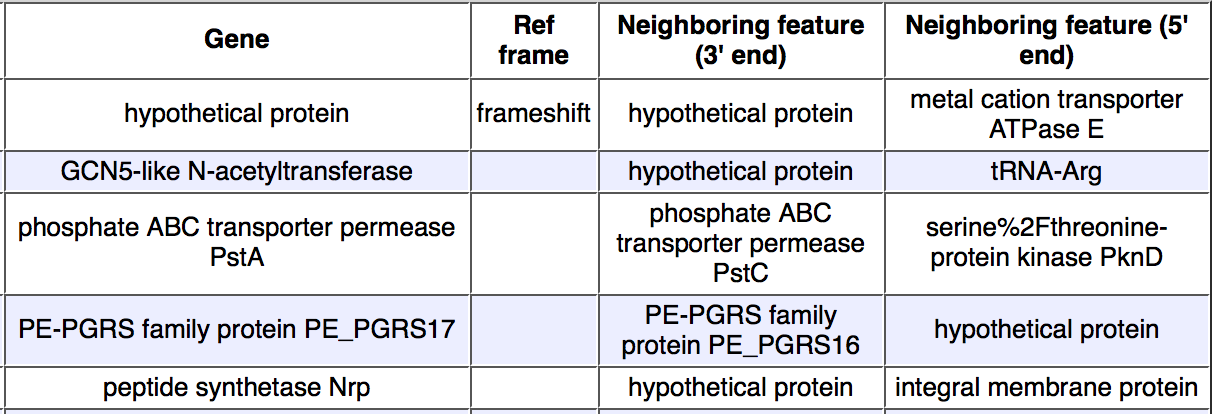 Gene
Ref
frame
Neighboring feature
(3' end)
Neighboring feature (5'
end)
hypothetical protein
frameshift
hypothetical protein
metal cation transporter
ATPase E
GCN5-like N-acetyltransferase
hypothetical protein
tRNA-Arg
phosphate ABC transporter permease
PstA
phosphate ABC
transporter permease
PstC
serine%2Fthreonine-
protein kinase PknD
PE-PGRS family protein PE_PGRS17
PE-PGRS family
protein PE_PGRS16
hypothetical protein
peptide synthetase Nrp
hypothetical protein
integral membrane protein